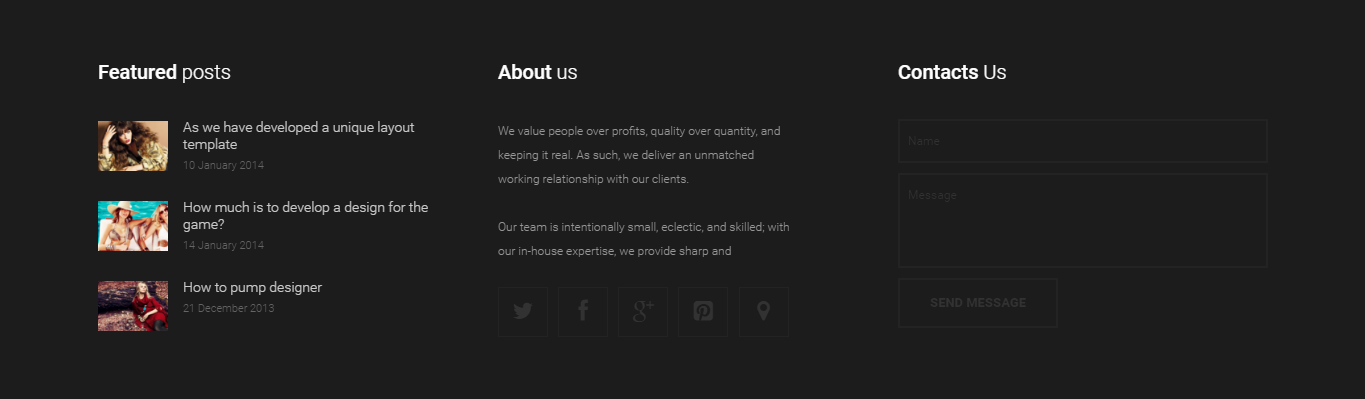 Featured posts
As we have developed a unique layout
template
10 January 2014
How much is to develop a design for the
game?
14 January 2014
How to pump designer
21 December 2013
About us
We value people over profits, quality over quantity, and
keeping it real. As such, we deliver an unmatched
working relationship with our clients.
Our team is intentionally small, eclectic, and skilled; with
our in-house expertise, we provide sharp and
Contacts Us
Name
Message
SEND MESSAGE